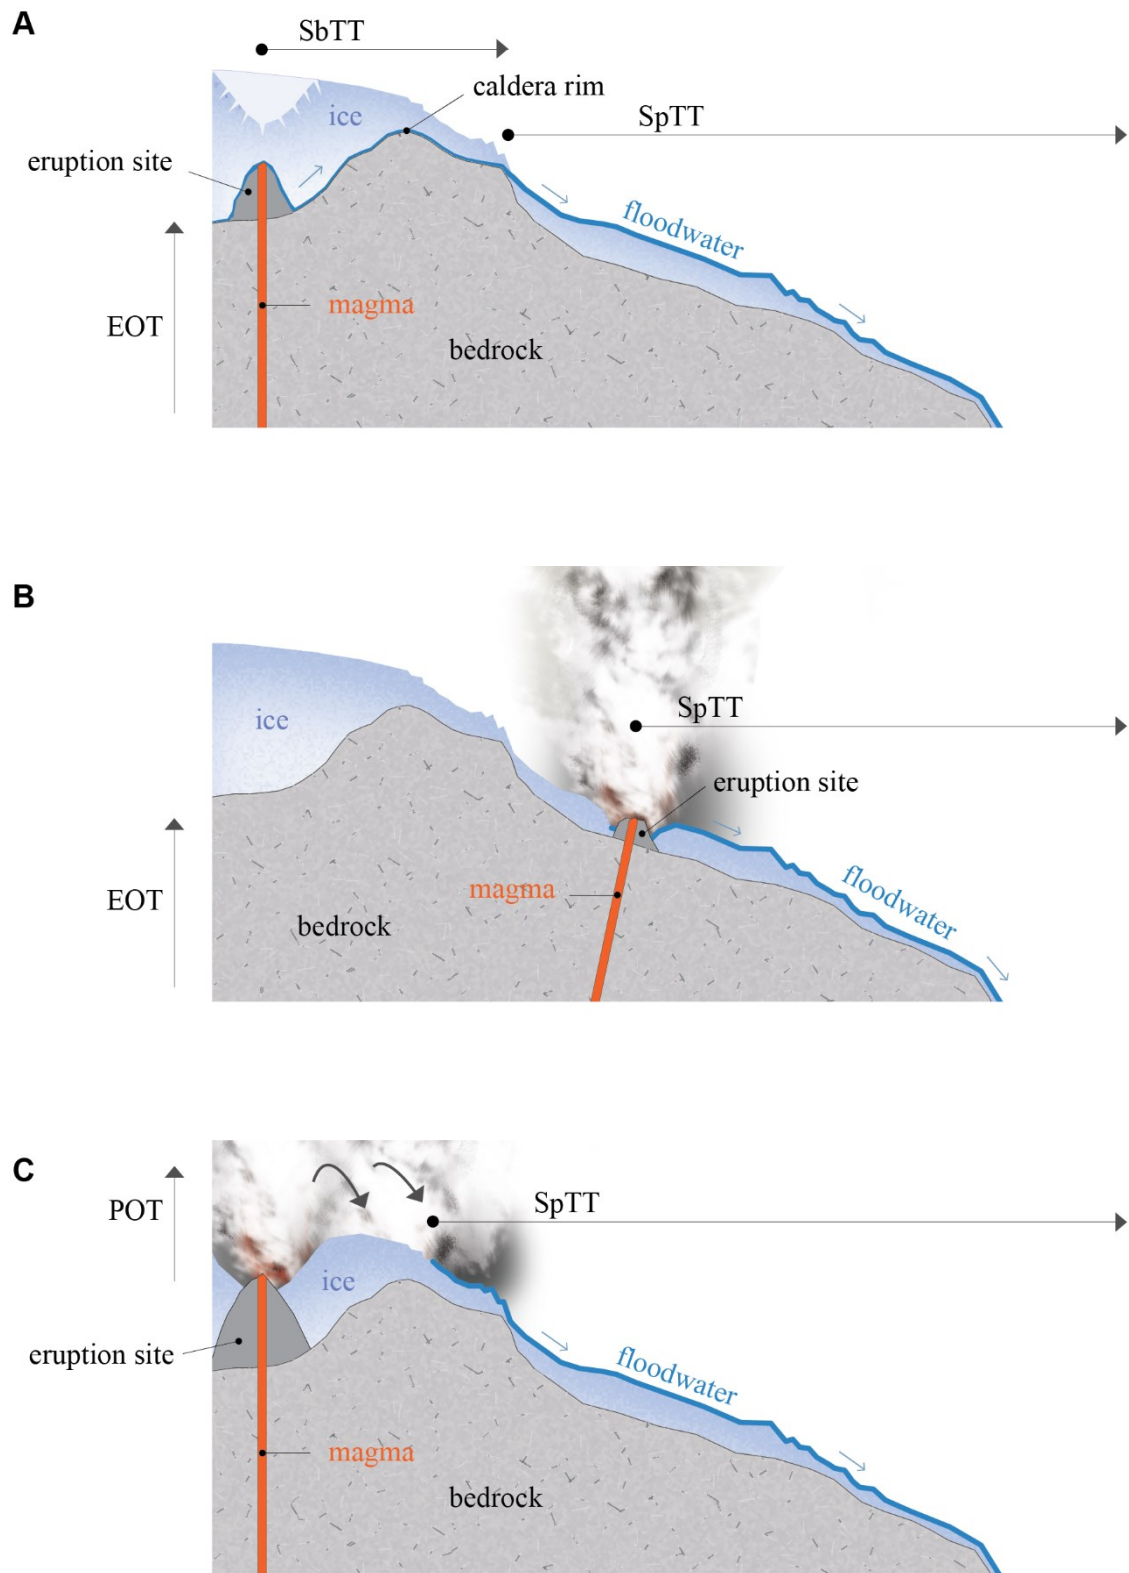 A
SbTT
caldera rim
SpTT
ice
eruption site
floodwater
magma
EOT
bedrock
B
SpTT
ice
eruption site
magma
EOT
floodwater
bedrock
C
POT
SpTT
ice
eruption site
floodwater
magma
bedrock